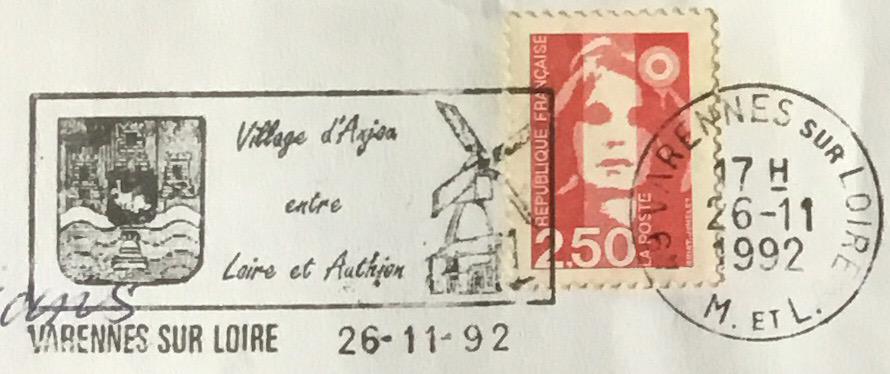 Village d'Anjou
entre
Loire et Authion
VARENNES SUR LOIRE 26-11-92
REPUBLIQUE FRANÇAISE
2,50
LA POSTE
49 VARENNES SUR LOIRE
17 H
26-11
1992
M. ET L.